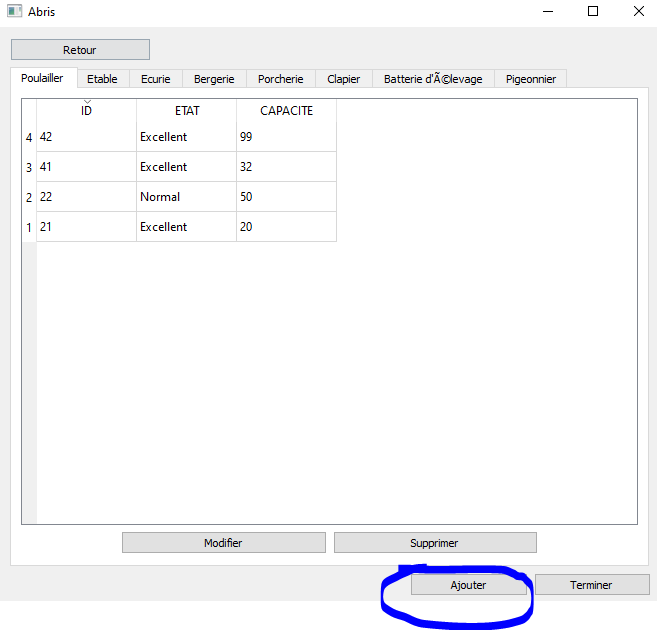 Abris
Retour
Poulailler Etable Ecurie Bergerie Porcherie Clapier Batterie d'Ã©levage Pigeonnier
ID ETAT CAPACITE
4 42 Excellent 99
3 41 Excellent 32
2 22 Normal 50
1 21 Excellent 20
Modifier Supprimer
Ajouter Terminer